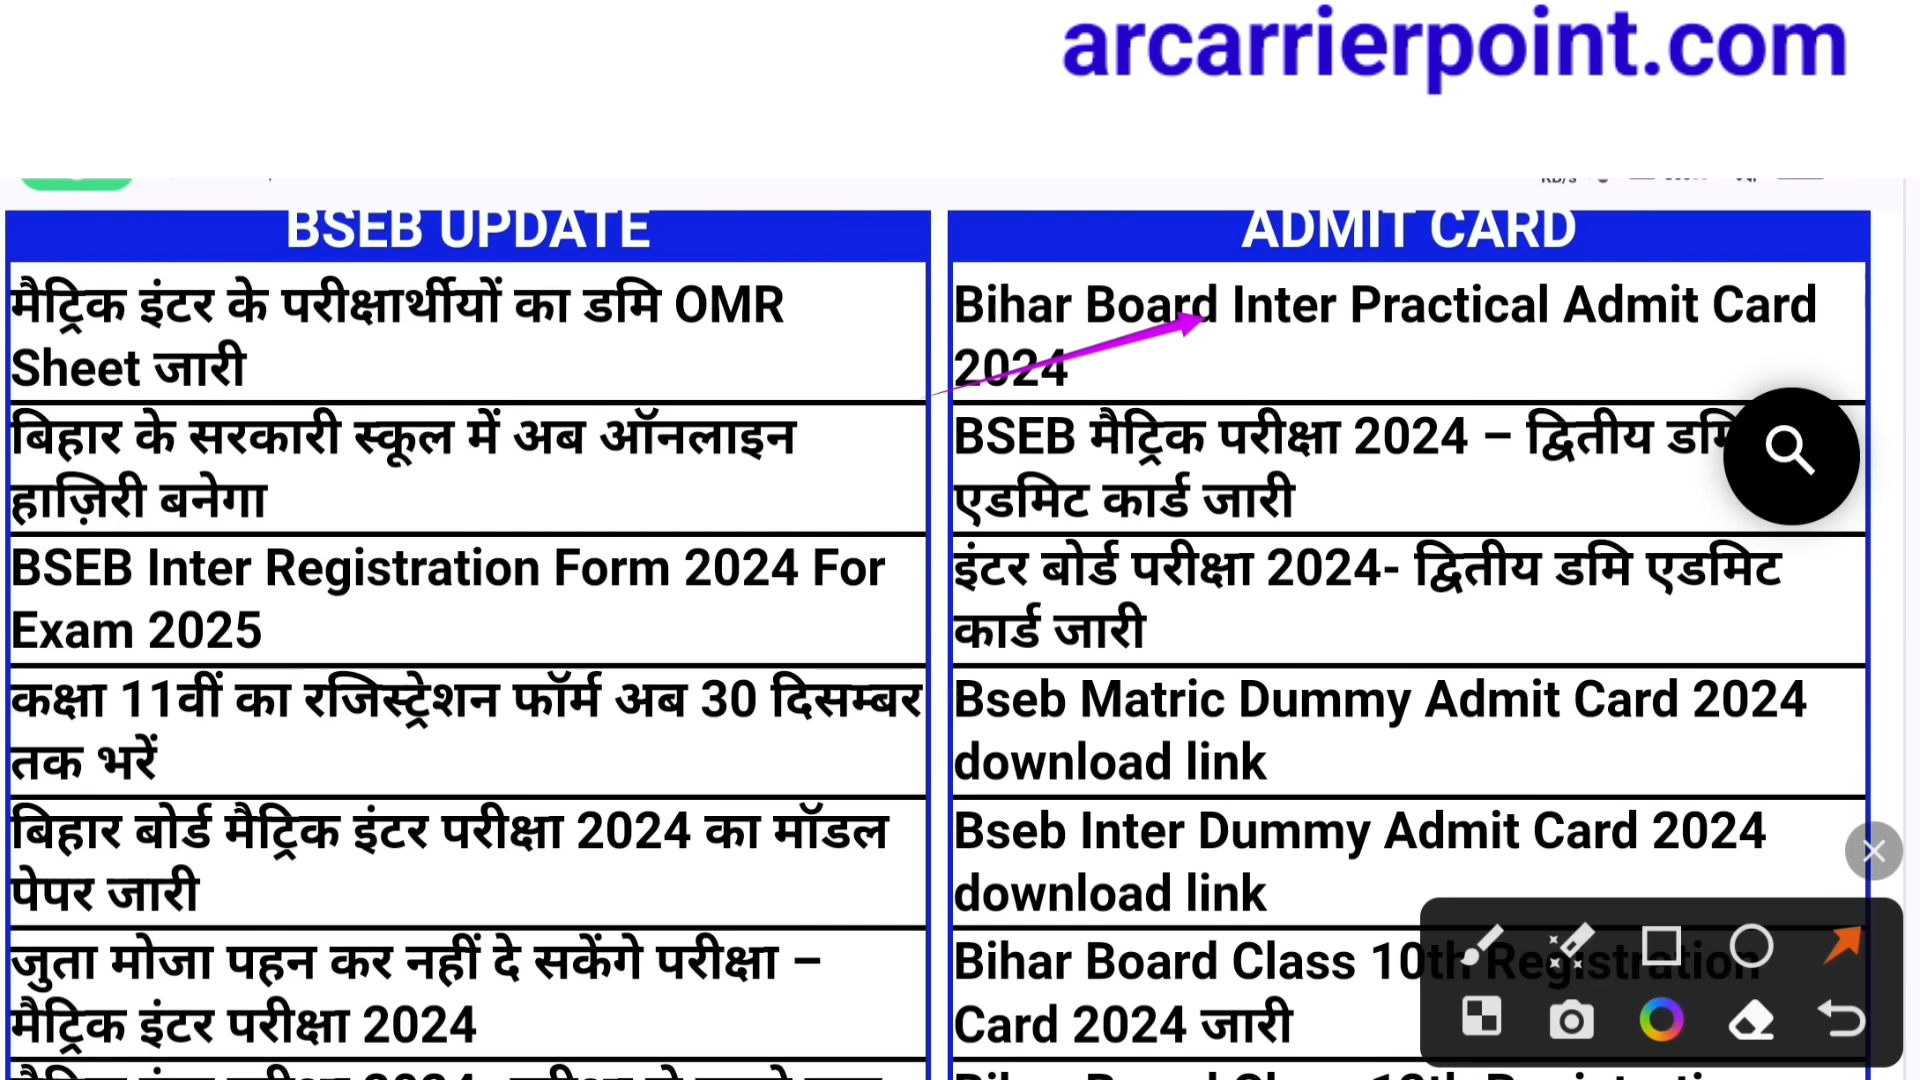 arcarrierpoint.com
BSEB UPDATE
मैट्रिक इंटर के परीक्षार्थीयों का डमि OMR
Sheet जारी
बिहार के सरकारी स्कूल में अब ऑनलाइन
हाज़िरी बनेगा
BSEB Inter Registration Form 2024 For
Exam 2025
कक्षा 11वीं का रजिस्ट्रेशन फॉर्म अब 30 दिसम्बर
तक भरें
बिहार बोर्ड मैट्रिक इंटर परीक्षा 2024 का मॉडल
पेपर जारी
जुता मोजा पहन कर नहीं दे सकेंगे परीक्षा –
मैट्रिक इंटर परीक्षा 2024
ADMIT CARD
Bihar Board Inter Practical Admit Card
2024
BSEB मैट्रिक परीक्षा 2024 – द्वितीय डमि
एडमिट कार्ड जारी
इंटर बोर्ड परीक्षा 2024- द्वितीय डमि एडमिट
कार्ड जारी
Bseb Matric Dummy Admit Card 2024
download link
Bseb Inter Dummy Admit Card 2024
download link
Bihar Board Class 10th Registration
Card 2024 जारी